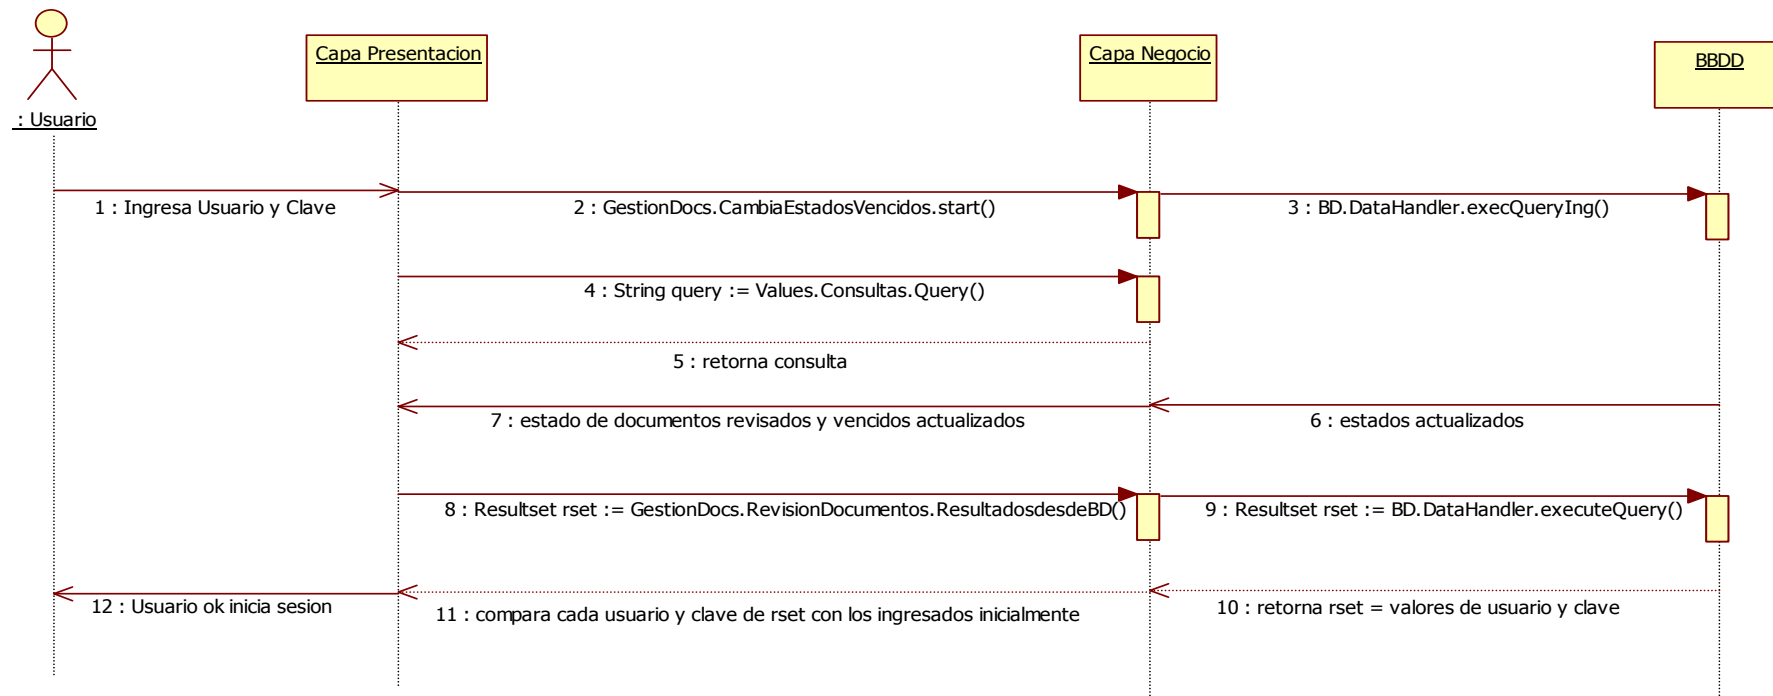 Capa Presentacion
Capa Negocio
BBDD
: Usuario
1 : Ingresa Usuario y Clave
2 : GestionDocs.CambiaEstadosVencidos.start()
3 : BD.DataHandler.execQueryIng()
4 : String query := Values.Consultas.Query()
5 : retorna consulta
7 : estado de documentos revisados y vencidos actualizados
6 : estados actualizados
8 : Resultset rset := GestionDocs.RevisionDocumentos.ResultadosdesdeBD()
9 : Resultset rset := BD.DataHandler.executeQuery()
12 : Usuario ok inicia sesion
11 : compara cada usuario y clave de rset con los ingresados inicialmente
10 : retorna rset = valores de usuario y clave